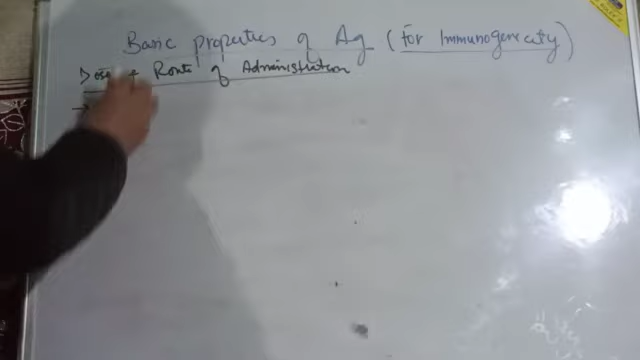 Basic properties of Ag (for Immunogenecity)
Dose + Route of Administration
→